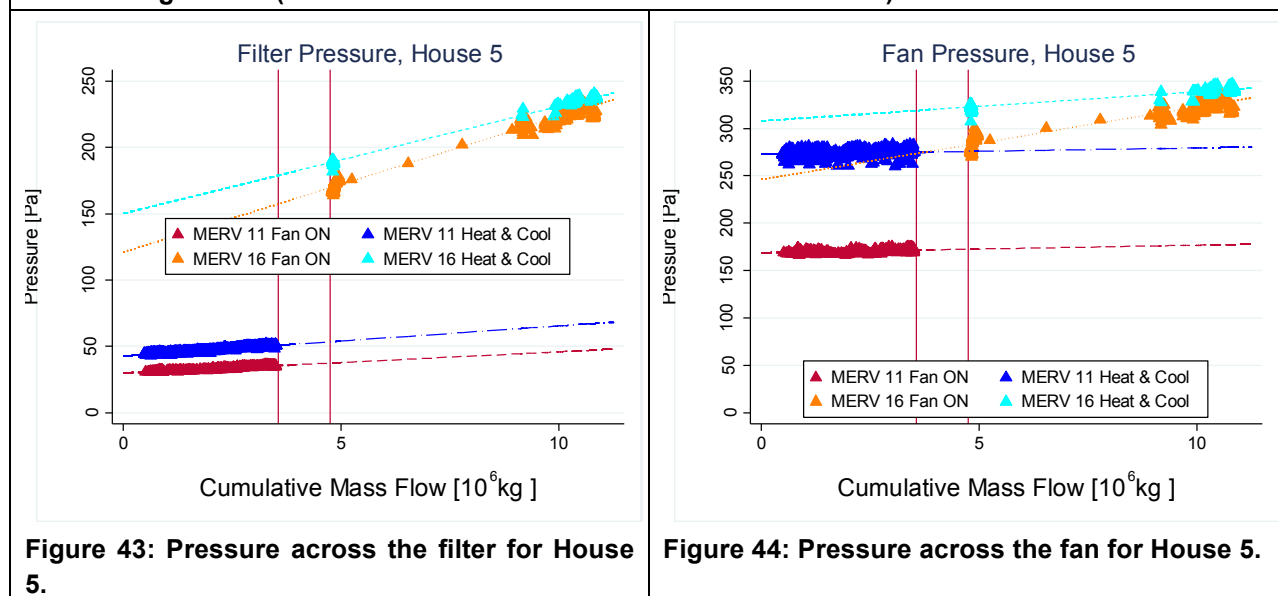 Filter Pressure, House 5
Pressure [Pa]
250
200
150
100
50
0
MERV 11 Fan ON
MERV 11 Heat & Cool
MERV 16 Fan ON
MERV 16 Heat & Cool
0
5
10
Cumulative Mass Flow [10^6kg ]
Figure 43: Pressure across the filter for House
5.
Fan Pressure, House 5
Pressure [Pa]
350
300
250
200
150
100
50
0
MERV 11 Fan ON
MERV 11 Heat & Cool
MERV 16 Fan ON
MERV 16 Heat & Cool
0
5
10
Cumulative Mass Flow [10^6kg ]
Figure 44: Pressure across the fan for House 5.